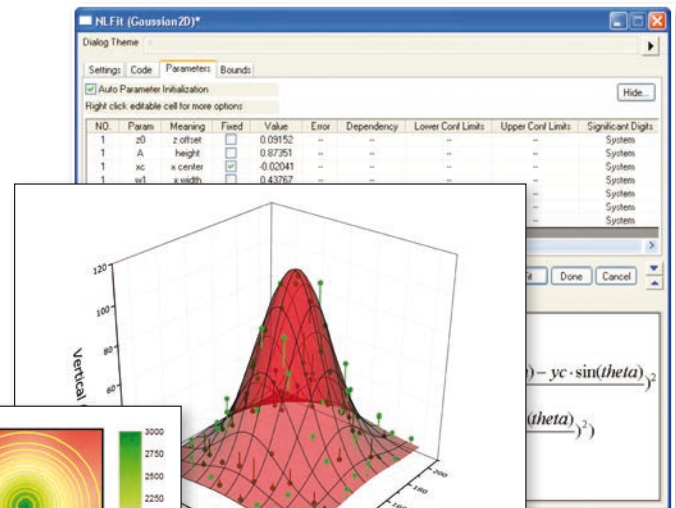 NLFit (Gaussian2D)*
Dialog Theme *
Settings Code Parameters Bounds
Auto Parameter Initialization
Hide...
Right click editable cell for more options
NO. Param Meaning Fixed Value Error Dependency Lower Conf Limits Upper Conf Limits Significant Digits
1 z0 z offset 0.09152 -- -- -- -- System
1 A height 0.87351 -- -- -- -- System
1 xc x center -0.02041 -- -- -- -- System
1 w1 x width 0.43767 -- -- -- -- System
-- System
-- System
Done Cancel
) – yc · sin(theta) )²
(theta) )²)
Vertical
120
100
80
60
200
180
160
3000
2750
2500
2250